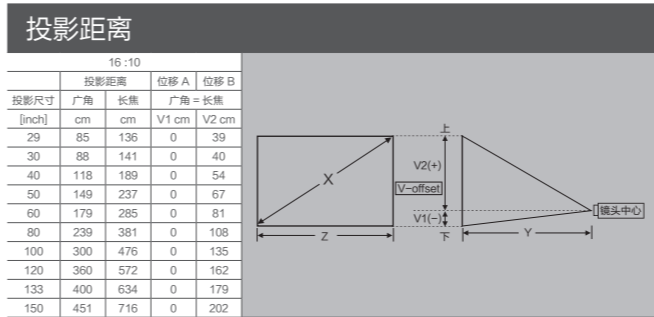 投影距离
16 :10
投影距离 位移 A 位移 B
投影尺寸 广角 长焦 广角 = 长焦
[inch] cm cm V1 cm V2 cm
29 85 136 0 39
30 88 141 0 40
40 118 189 0 54
50 149 237 0 67
60 179 285 0 81
80 239 381 0 108
100 300 476 0 135
120 360 572 0 162
133 400 634 0 179
150 451 716 0 202
上
V2(+)
X
V-offset
镜头中心
V1(−)
Z
下
Y